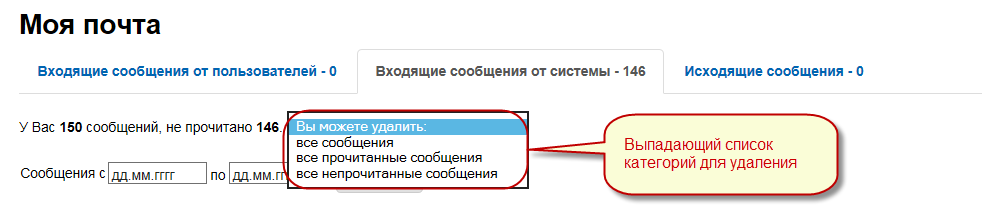 Моя почта
Входящие сообщения от пользователей - 0
Входящие сообщения от системы - 146
Исходящие сообщения - 0
У Вас 150 сообщений, не прочитано 146.
Вы можете удалить:
все сообщения
все прочитанные сообщения
все непрочитанные сообщения
Выпадающий список
категорий для удаления
Сообщения с дд.мм.гггг по дд.мм.гг